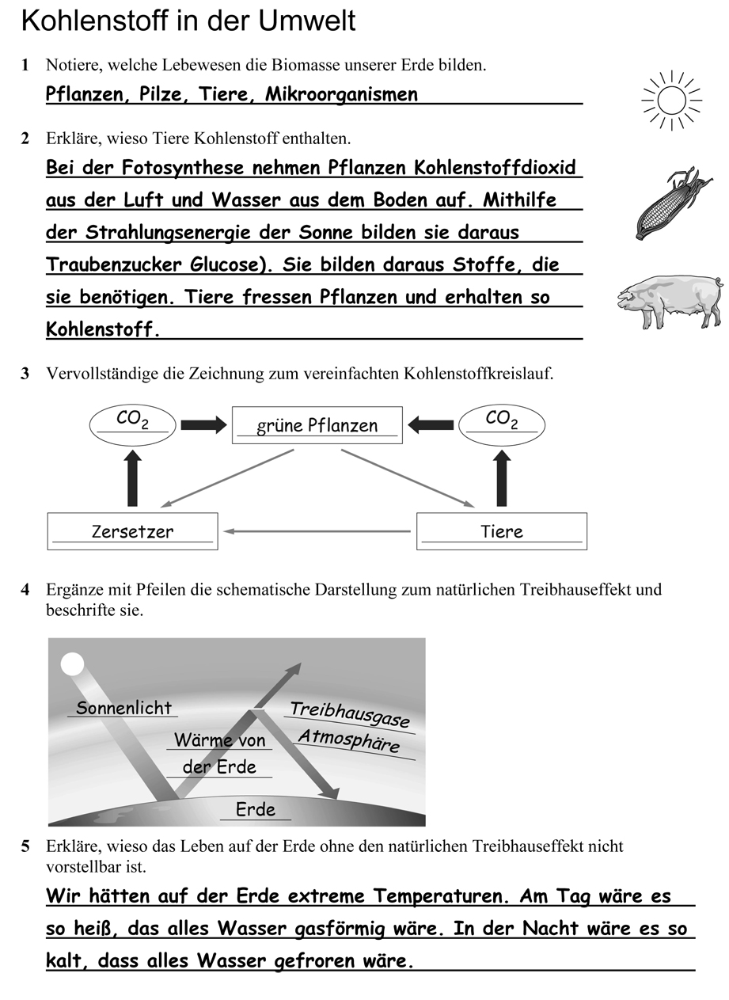 Kohlenstoff in der Umwelt
1 Notiere, welche Lebewesen die Biomasse unserer Erde bilden.
Pflanzen, Pilze, Tiere, Mikroorganismen
2 Erkläre, wieso Tiere Kohlenstoff enthalten.
Bei der Fotosynthese nehmen Pflanzen Kohlenstoffdioxid
aus der Luft und Wasser aus dem Boden auf. Mithilfe
der Strahlungsenergie der Sonne bilden sie daraus
Traubenzucker Glucose). Sie bilden daraus Stoffe, die
sie benötigen. Tiere fressen Pflanzen und erhalten so
Kohlenstoff.
3 Vervollständige die Zeichnung zum vereinfachten Kohlenstoffkreislauf.
CO₂
grüne Pflanzen
CO₂
Zersetzer
Tiere
4 Ergänze mit Pfeilen die schematische Darstellung zum natürlichen Treibhauseffekt und
beschrifte sie.
Sonnenlicht
Treibhausgase
Wärme von
Atmosphäre
der Erde
Erde
5 Erkläre, wieso das Leben auf der Erde ohne den natürlichen Treibhauseffekt nicht
vorstellbar ist.
Wir hätten auf der Erde extreme Temperaturen. Am Tag wäre es
so heiß, das alles Wasser gasförmig wäre. In der Nacht wäre es so
kalt, dass alles Wasser gefroren wäre.